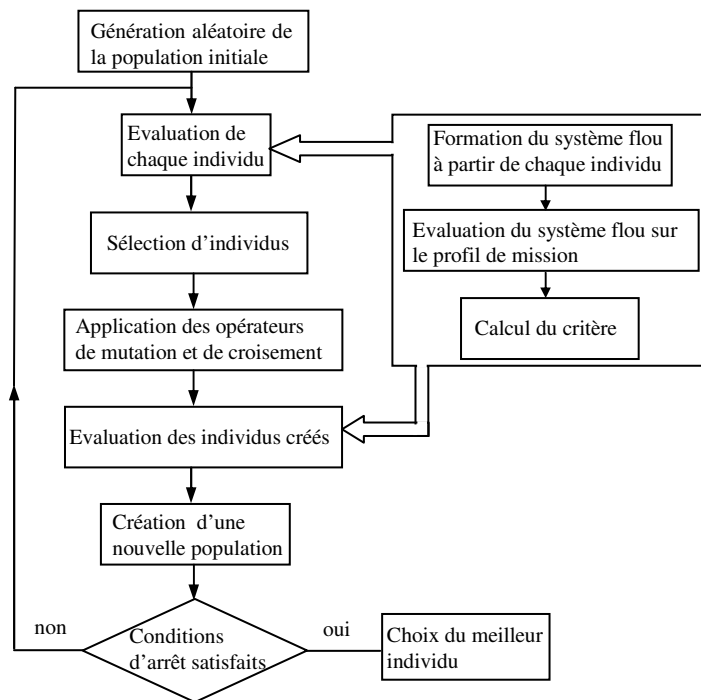 Génération aléatoire de
la population initiale
Evaluation de
chaque individu
Formation du système flou
à partir de chaque individu
Sélection d'individus
Evaluation du système flou sur
le profil de mission
Application des opérateurs
de mutation et de croisement
Calcul du critère
Evaluation des individus créés
Création d'une
nouvelle population
non
Conditions
d'arrêt satisfaits
oui
Choix du meilleur
individu